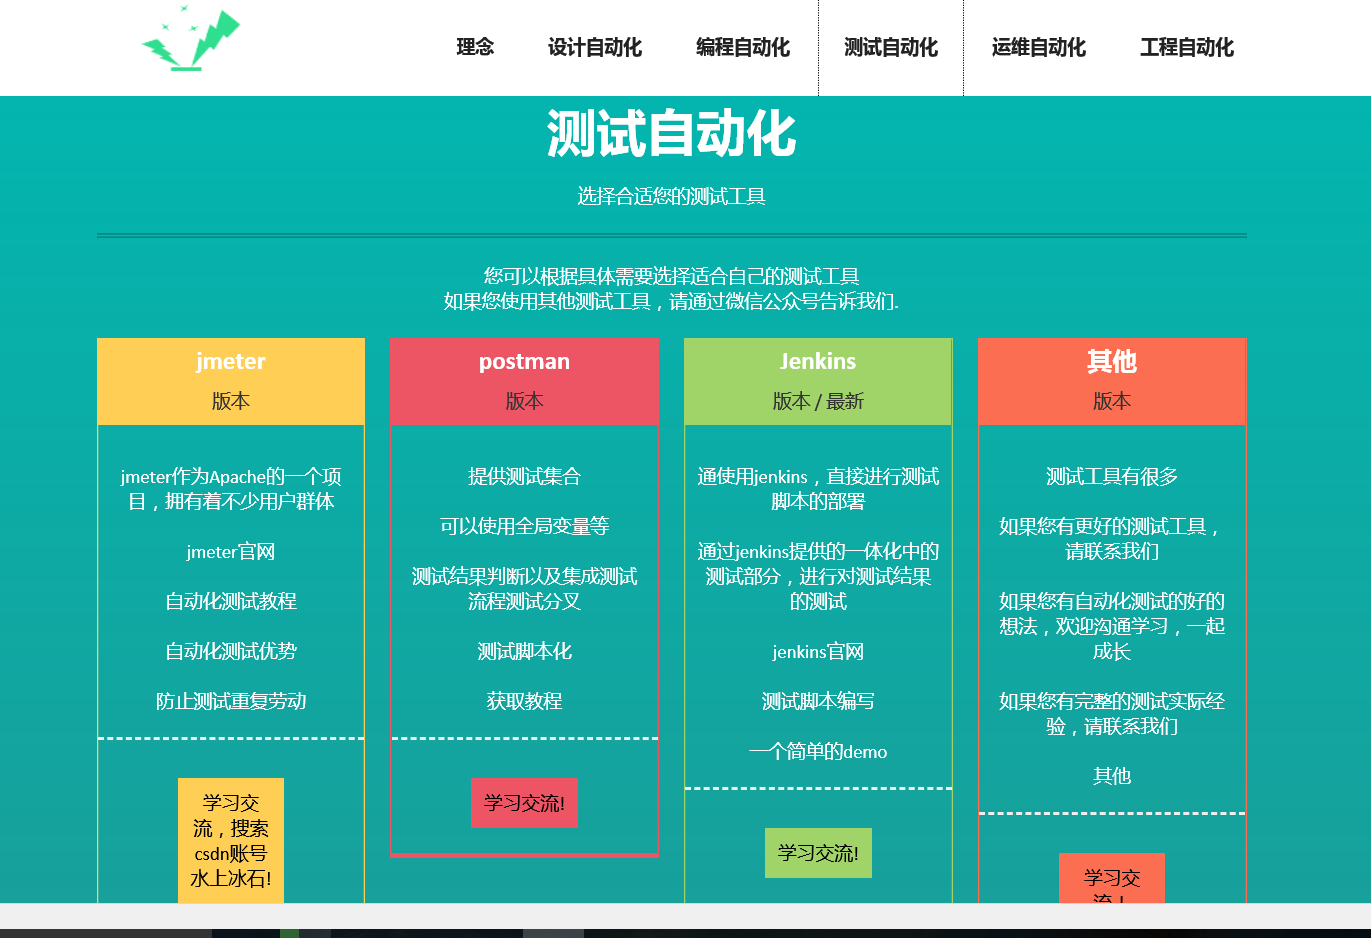 理念
设计自动化
编程自动化
测试自动化
运维自动化
工程自动化
测试自动化
选择合适您的测试工具
您可以根据具体需要选择适合自己的测试工具
如果您使用其他测试工具，请通过微信公众号告诉我们.
jmeter
版本
jmeter作为Apache的一个项
目，拥有着不少用户群体
jmeter官网
自动化测试教程
自动化测试优势
防止测试重复劳动
学习交
流，搜索
csdn账号
水上冰石!
postman
版本
提供测试集合
可以使用全局变量等
测试结果判断以及集成测试
流程测试分叉
测试脚本化
获取教程
学习交流!
Jenkins
版本 / 最新
通使用jenkins，直接进行测试
脚本的部署
通过jenkins提供的一体化中的
测试部分，进行对测试结果
的测试
jenkins官网
测试脚本编写
一个简单的demo
学习交流!
其他
版本
测试工具有很多
如果您有更好的测试工具，
请联系我们
如果您有自动化测试的好的
想法，欢迎沟通学习，一起
成长
如果您有完整的测试实际经
验，请联系我们
其他
学习交
流！